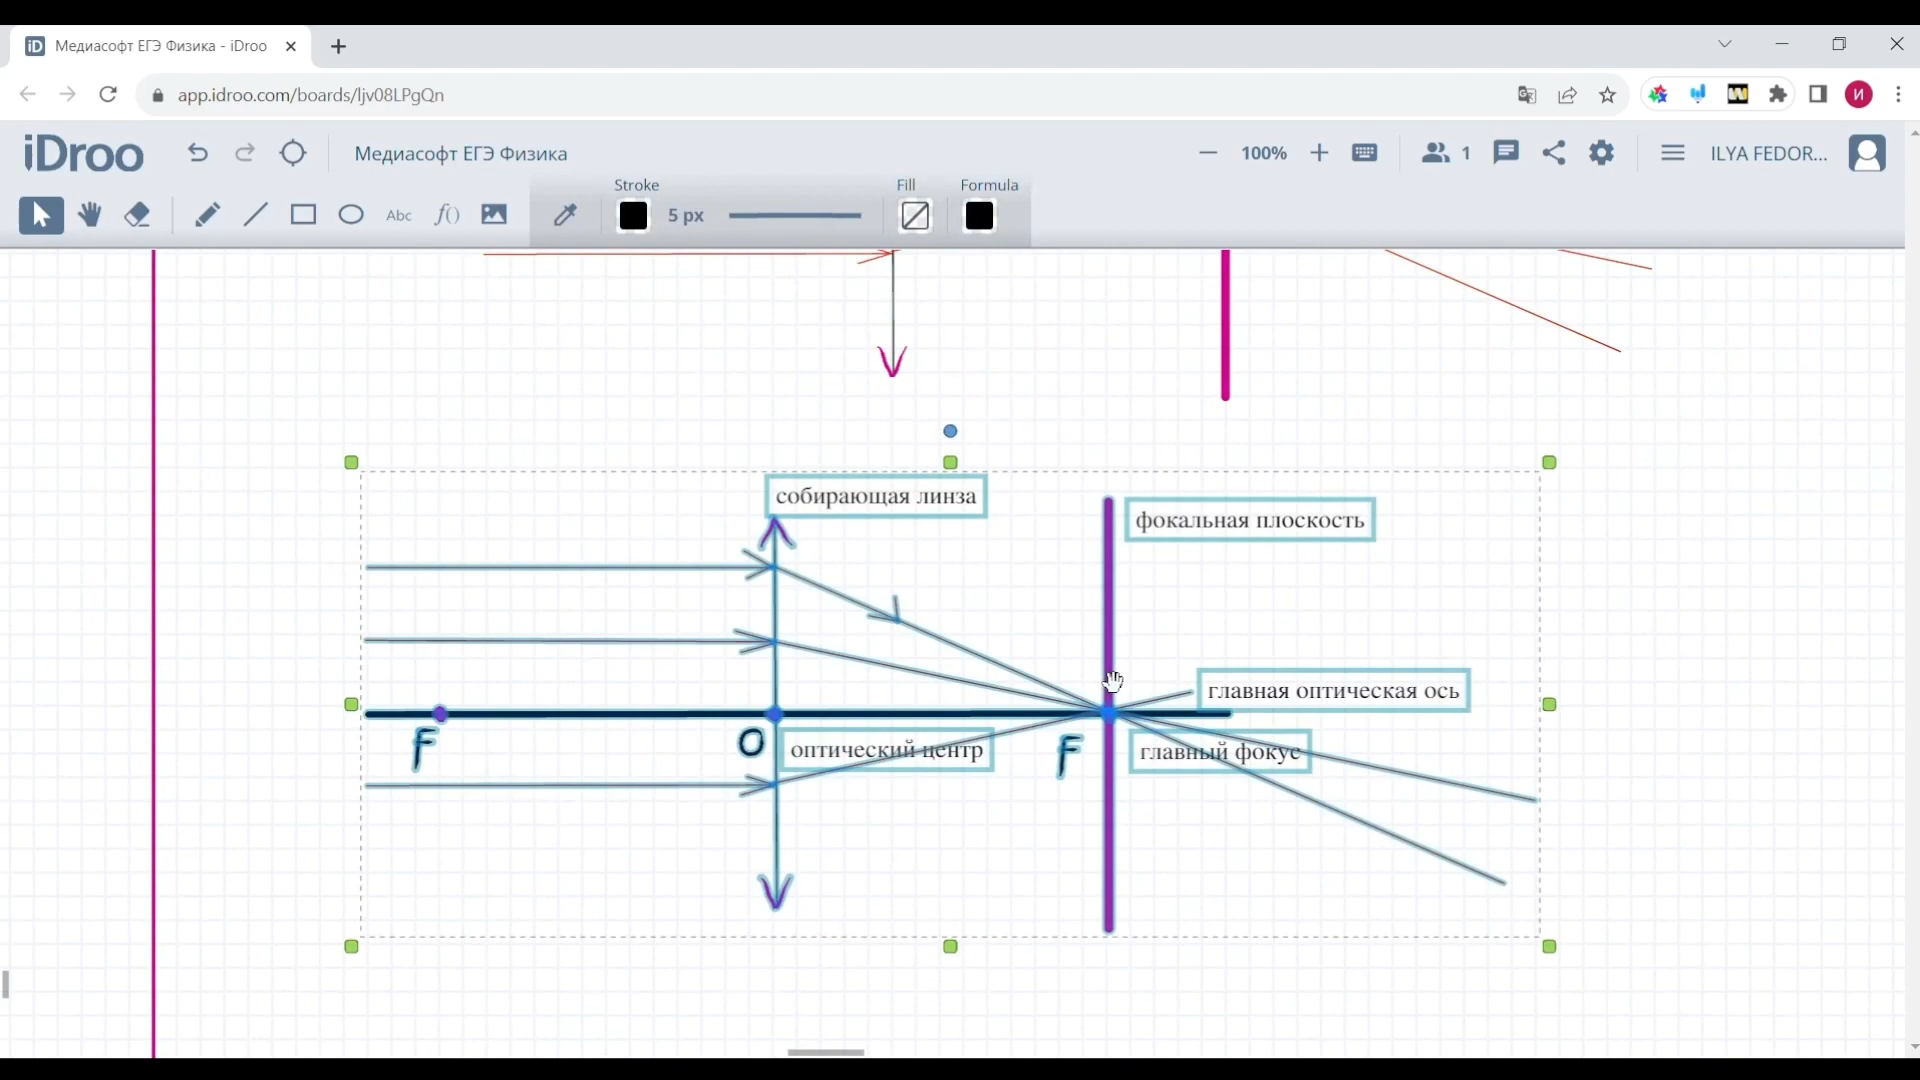 Медиасофт ЕГЭ Физика - iDroo
app.idroo.com/boards/ljv08LPgQn
И
iDroo
Медиасофт ЕГЭ Физика
100%
1
ILYA FEDOR...
Stroke
Fill
Formula
Abc
f()
5 px
собирающая линза
фокальная плоскость
главная оптическая ось
F
O
оптический центр
F
главный фокус